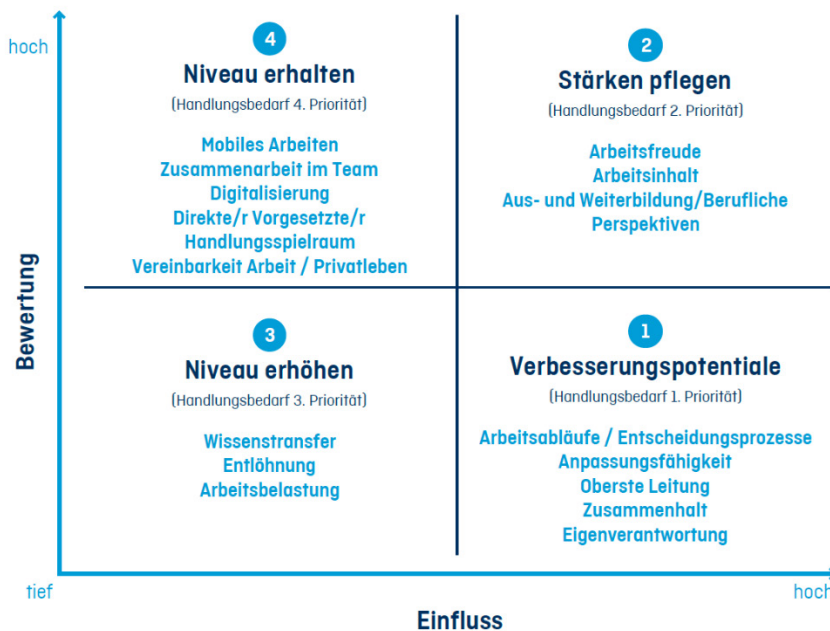 hoch
Bewertung
4
Niveau erhalten
(Handlungsbedarf 4. Priorität)
Mobiles Arbeiten
Zusammenarbeit im Team
Digitalisierung
Direkte/r Vorgesetzte/r
Handlungsspielraum
Vereinbarkeit Arbeit / Privatleben
2
Stärken pflegen
(Handlungsbedarf 2. Priorität)
Arbeitsfreude
Arbeitsinhalt
Aus- und Weiterbildung/Berufliche
Perspektiven
3
Niveau erhöhen
(Handlungsbedarf 3. Priorität)
Wissenstransfer
Entlöhnung
Arbeitsbelastung
1
Verbesserungspotentiale
(Handlungsbedarf 1. Priorität)
Arbeitsabläufe / Entscheidungsprozesse
Anpassungsfähigkeit
Oberste Leitung
Zusammenhalt
Eigenverantwortung
tief
hoch
Einfluss